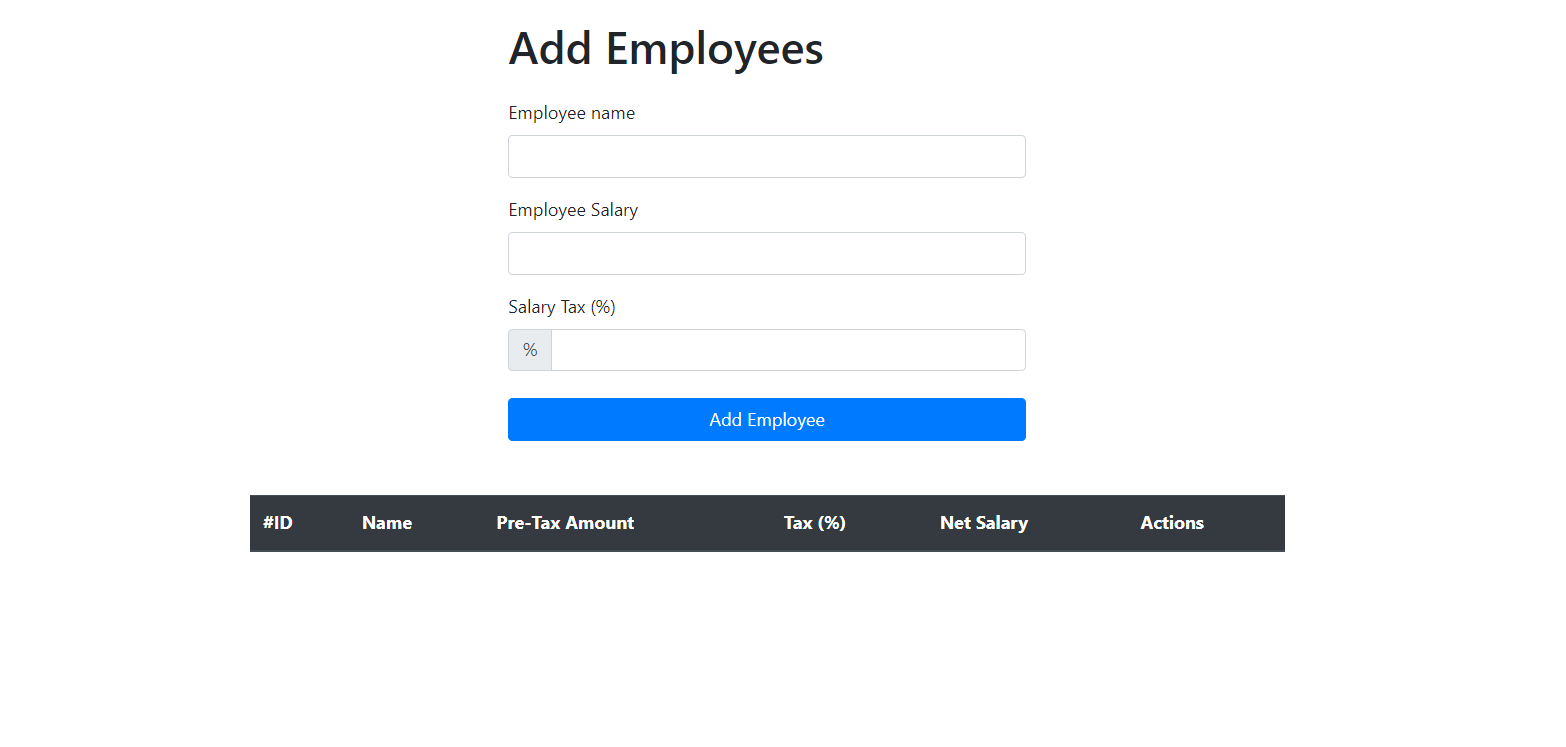 Add Employees
Employee name
Employee Salary
Salary Tax (%)
%
Add Employee
#ID Name Pre-Tax Amount Tax (%) Net Salary Actions